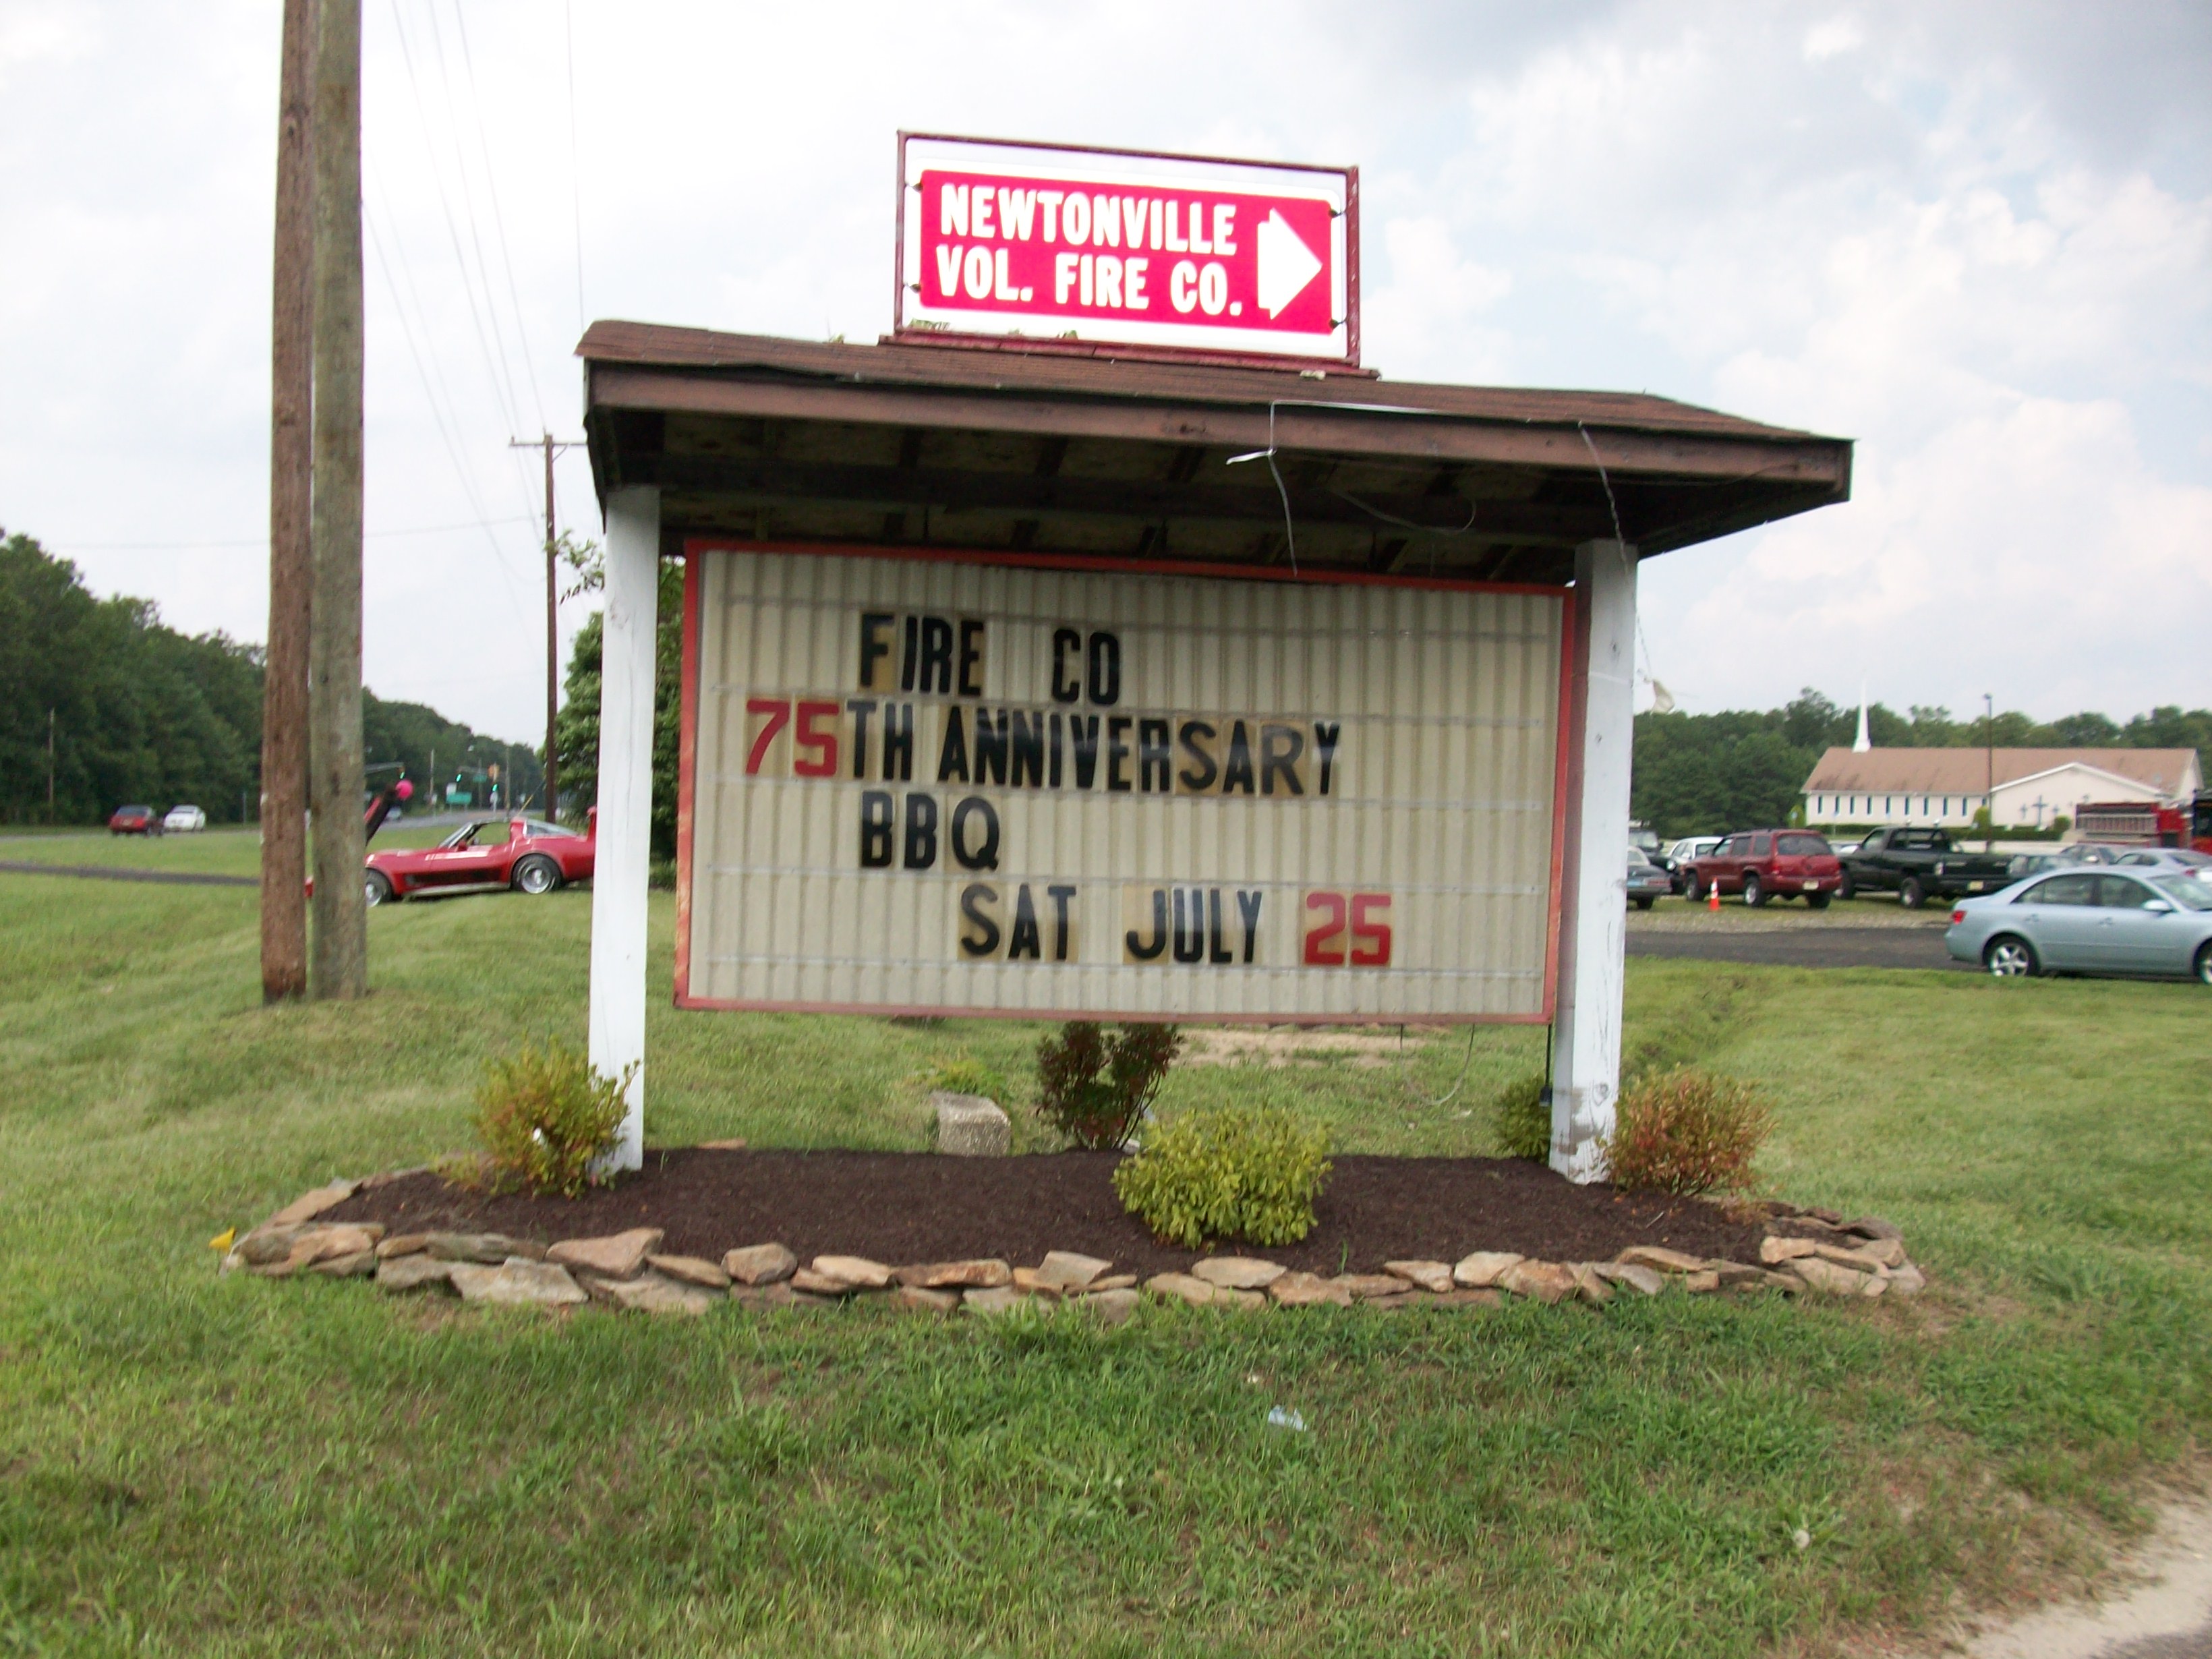 NEWTONVILLE
VOL. FIRE CO.
FIRE CO
75TH ANNIVERSARY
BBQ
SAT JULY 25